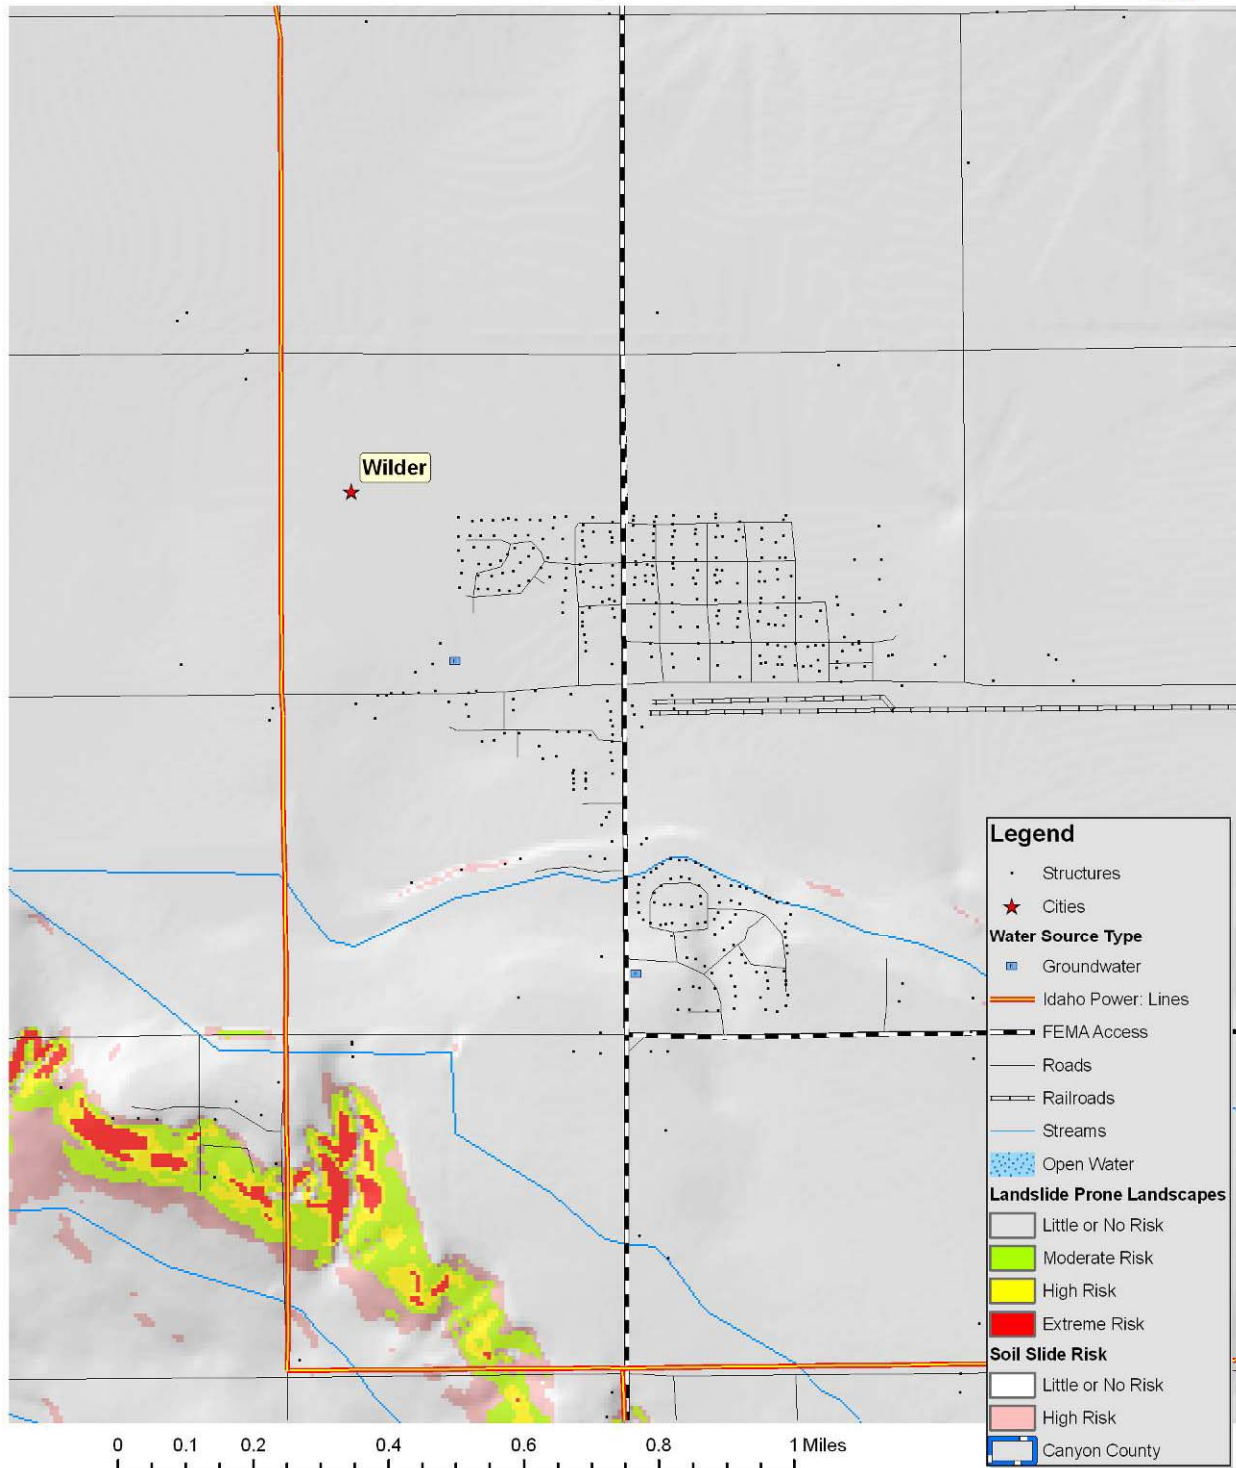 Wilder
Legend
Structures
Cities
Water Source Type
Groundwater
Idaho Power: Lines
FEMA Access
Roads
Railroads
Streams
Open Water
Landslide Prone Landscapes
Little or No Risk
Moderate Risk
High Risk
Extreme Risk
Soil Slide Risk
Little or No Risk
High Risk
Canyon County
0 0.1 0.2 0.4 0.6 0.8 1 Miles